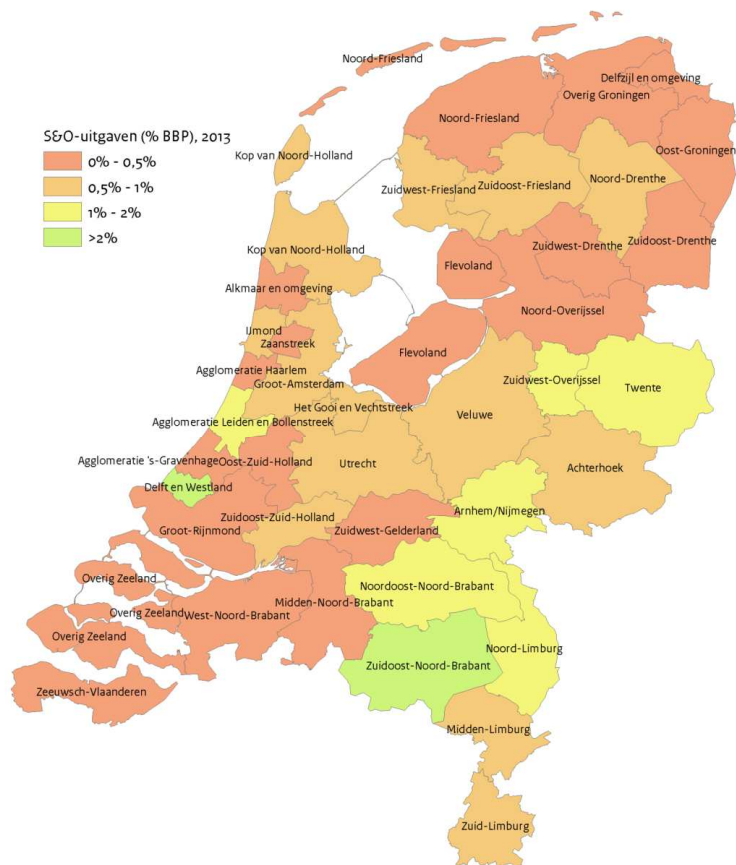 Noord-Friesland
Delfzijl en omgeving
Overig Groningen
Noord-Friesland
S&O-uitgaven (% BBP), 2013
0% - 0,5%
0,5% - 1%
1% - 2%
>2%
Kop van Noord-Holland
Oost-Groningen
Noord-Drenthe
Zuidoost-Friesland
Zuidwest-Friesland
Kop van Noord-Holland
Zuidwest-Drenthe
Zuidoost-Drenthe
Flevoland
Alkmaar en omgeving
Noord-Overijssel
IJmond
Zaanstreek
Flevoland
Agglomeratie Haarlem
Groot-Amsterdam
Zuidwest-Overijssel
Twente
Het Gooi en Vechtstreek
Veluwe
Agglomeratie Leiden en Bollenstreek
Agglomeratie 's-Gravenhage
Oost-Zuid-Holland
Utrecht
Achterhoek
Delft en Westland
Zuidoost-Zuid-Holland
Arnhem/Nijmegen
Groot-Rijnmond
Zuidwest-Gelderland
Overig Zeeland
Noordoost-Noord-Brabant
Midden-Noord-Brabant
Overig Zeeland
West-Noord-Brabant
Overig Zeeland
Noord-Limburg
Zuidoost-Noord-Brabant
Zeeuwsch-Vlaanderen
Midden-Limburg
Zuid-Limburg